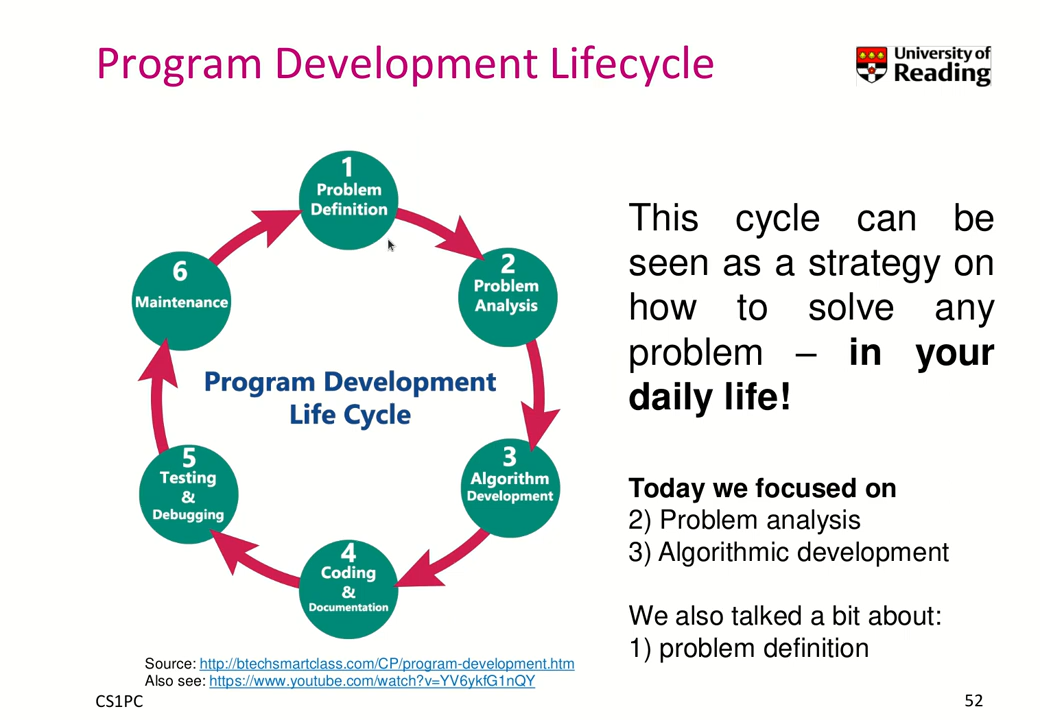 Program Development Lifecycle
University of
Reading
1
Problem
Definition
2
Problem
Analysis
3
Algorithm
Development
4
Coding
&
Documentation
5
Testing
&
Debugging
6
Maintenance
Program Development
Life Cycle
This cycle can be
seen as a strategy on
how to solve any
problem – in your
daily life!
Today we focused on
2) Problem analysis
3) Algorithmic development
We also talked a bit about:
1) problem definition
Source: http://btechsmartclass.com/CP/program-development.htm
Also see: https://www.youtube.com/watch?v=YV6ykfG1nQY
CS1PC
52